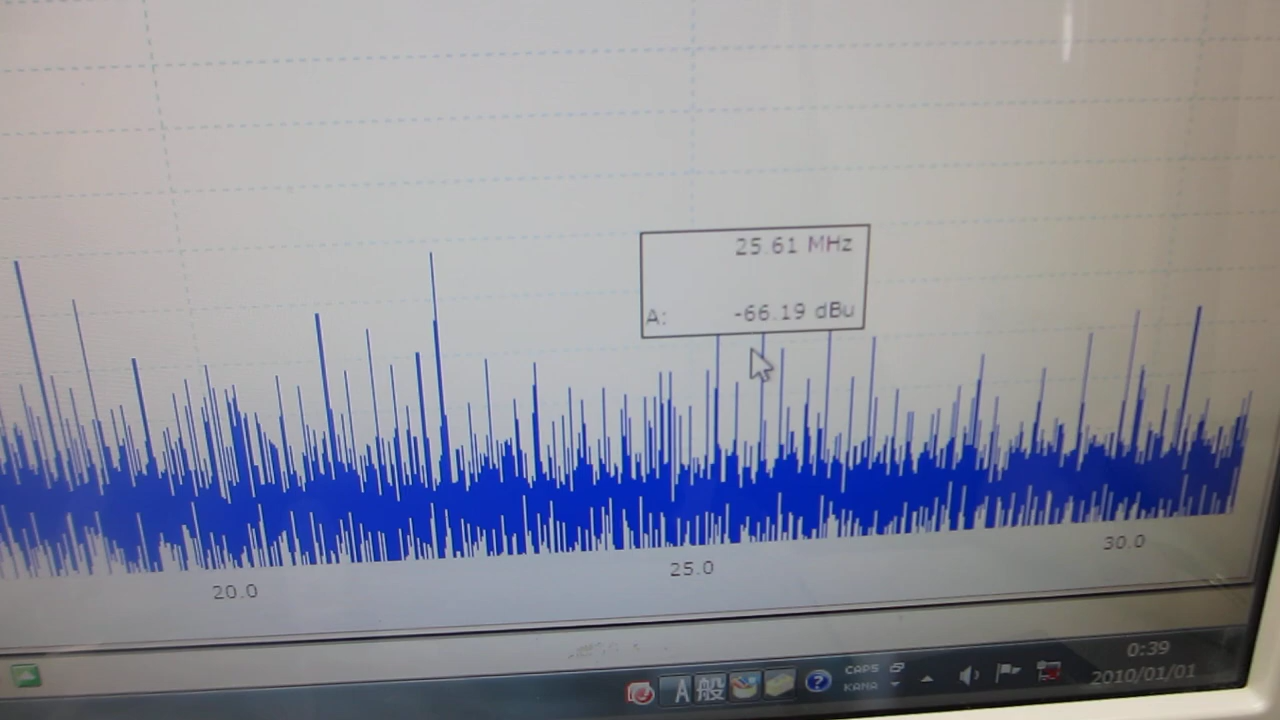 25.61 MHz
A: -66.19 dBu
20.0
25.0
30.0
A 般
?
CAPS
KANA
0:39
2010/01/01